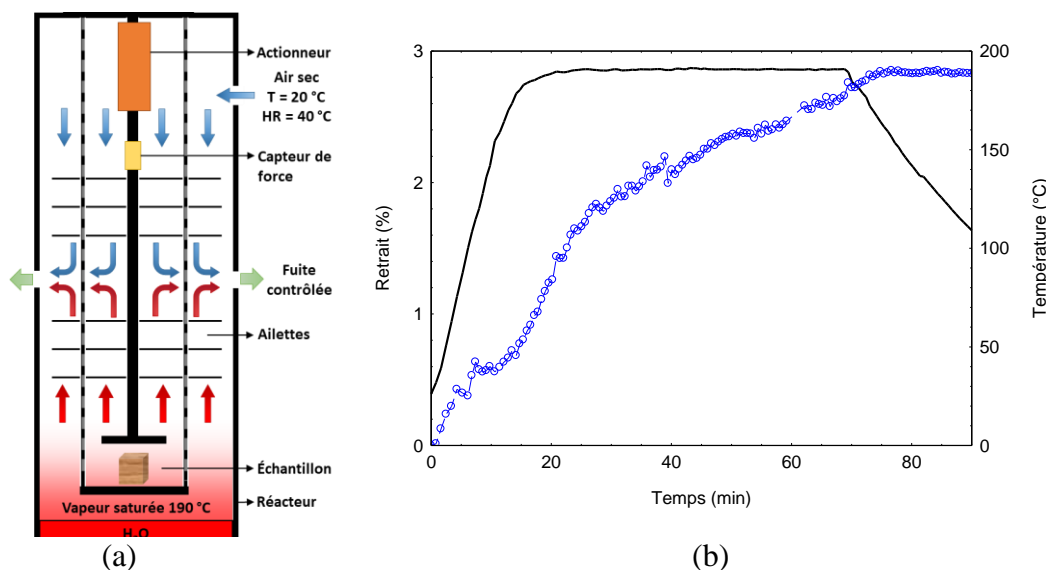 Actionneur
Air sec
T = 20 °C
HR = 40 °C
Capteur de
force
Fuite
contrôlée
Ailettes
Échantillon
Réacteur
Vapeur saturée 190 °C
H₂O
(a)
3
2
1
0
Retrait (%)
200
150
100
50
0
Température (°C)
0 20 40 60 80
Temps (min)
(b)